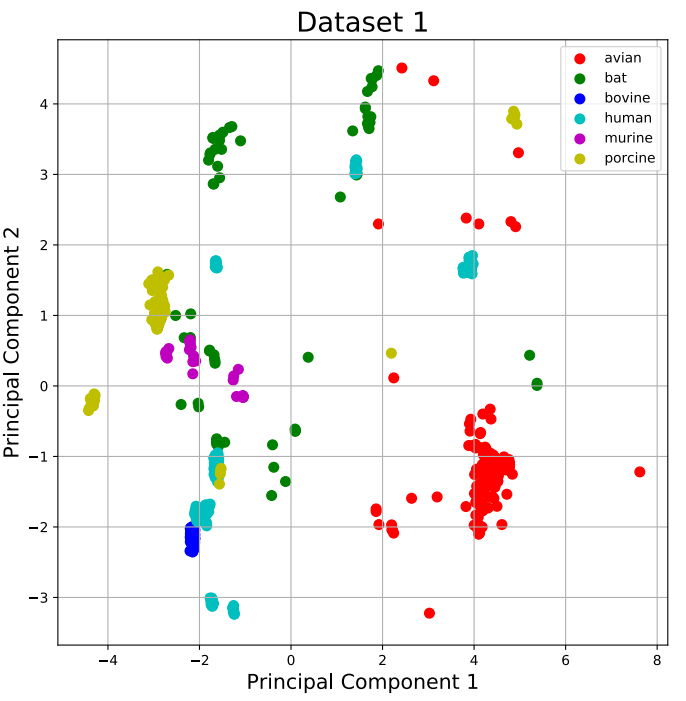 Dataset 1
avian
bat
bovine
human
murine
porcine
4
3
2
1
0
−1
−2
−3
Principal Component 2
−4 −2 0 2 4 6 8
Principal Component 1